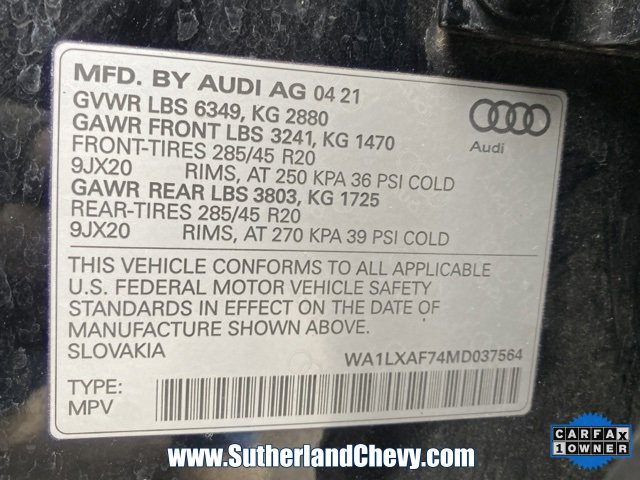 MFD. BY AUDI AG 04 21
GVWR LBS 6349, KG 2880
GAWR FRONT LBS 3241, KG 1470
FRONT-TIRES 285/45 R20
9JX20 RIMS, AT 250 KPA 36 PSI COLD
GAWR REAR LBS 3803, KG 1725
REAR-TIRES 285/45 R20
9JX20 RIMS, AT 270 KPA 39 PSI COLD
Audi
THIS VEHICLE CONFORMS TO ALL APPLICABLE
U.S. FEDERAL MOTOR VEHICLE SAFETY
STANDARDS IN EFFECT ON THE DATE OF
MANUFACTURE SHOWN ABOVE.
SLOVAKIA WA1LXAF74MD037564
TYPE:
MPV
www.SutherlandChevy.com
CARFAX
1 OWNER